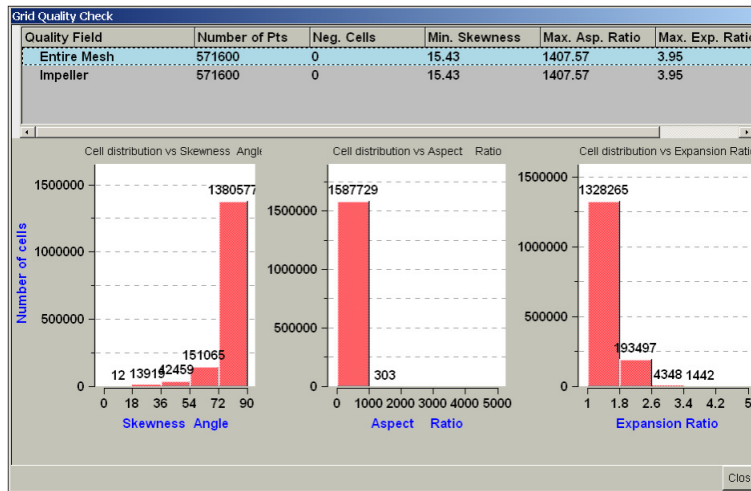 Grid Quality Check
Quality Field Number of Pts Neg. Cells Min. Skewness Max. Asp. Ratio Max. Exp. Ratio
Entire Mesh 571600 0 15.43 1407.57 3.95
Impeller 571600 0 15.43 1407.57 3.95
Cell distribution vs Skewness Angle
Number of cells
1500000
1000000
500000
0
12
13919
42459
151065
1380577
0 18 36 54 72 90
Skewness Angle
Cell distribution vs Aspect Ratio
1500000
1000000
500000
0
1587729
303
0 1000 2000 3000 4000 5000
Aspect Ratio
Cell distribution vs Expansion Ratio
1500000
1000000
500000
0
1328265
193497
4348
1442
1 1.8 2.6 3.4 4.2 5
Expansion Ratio
Clos